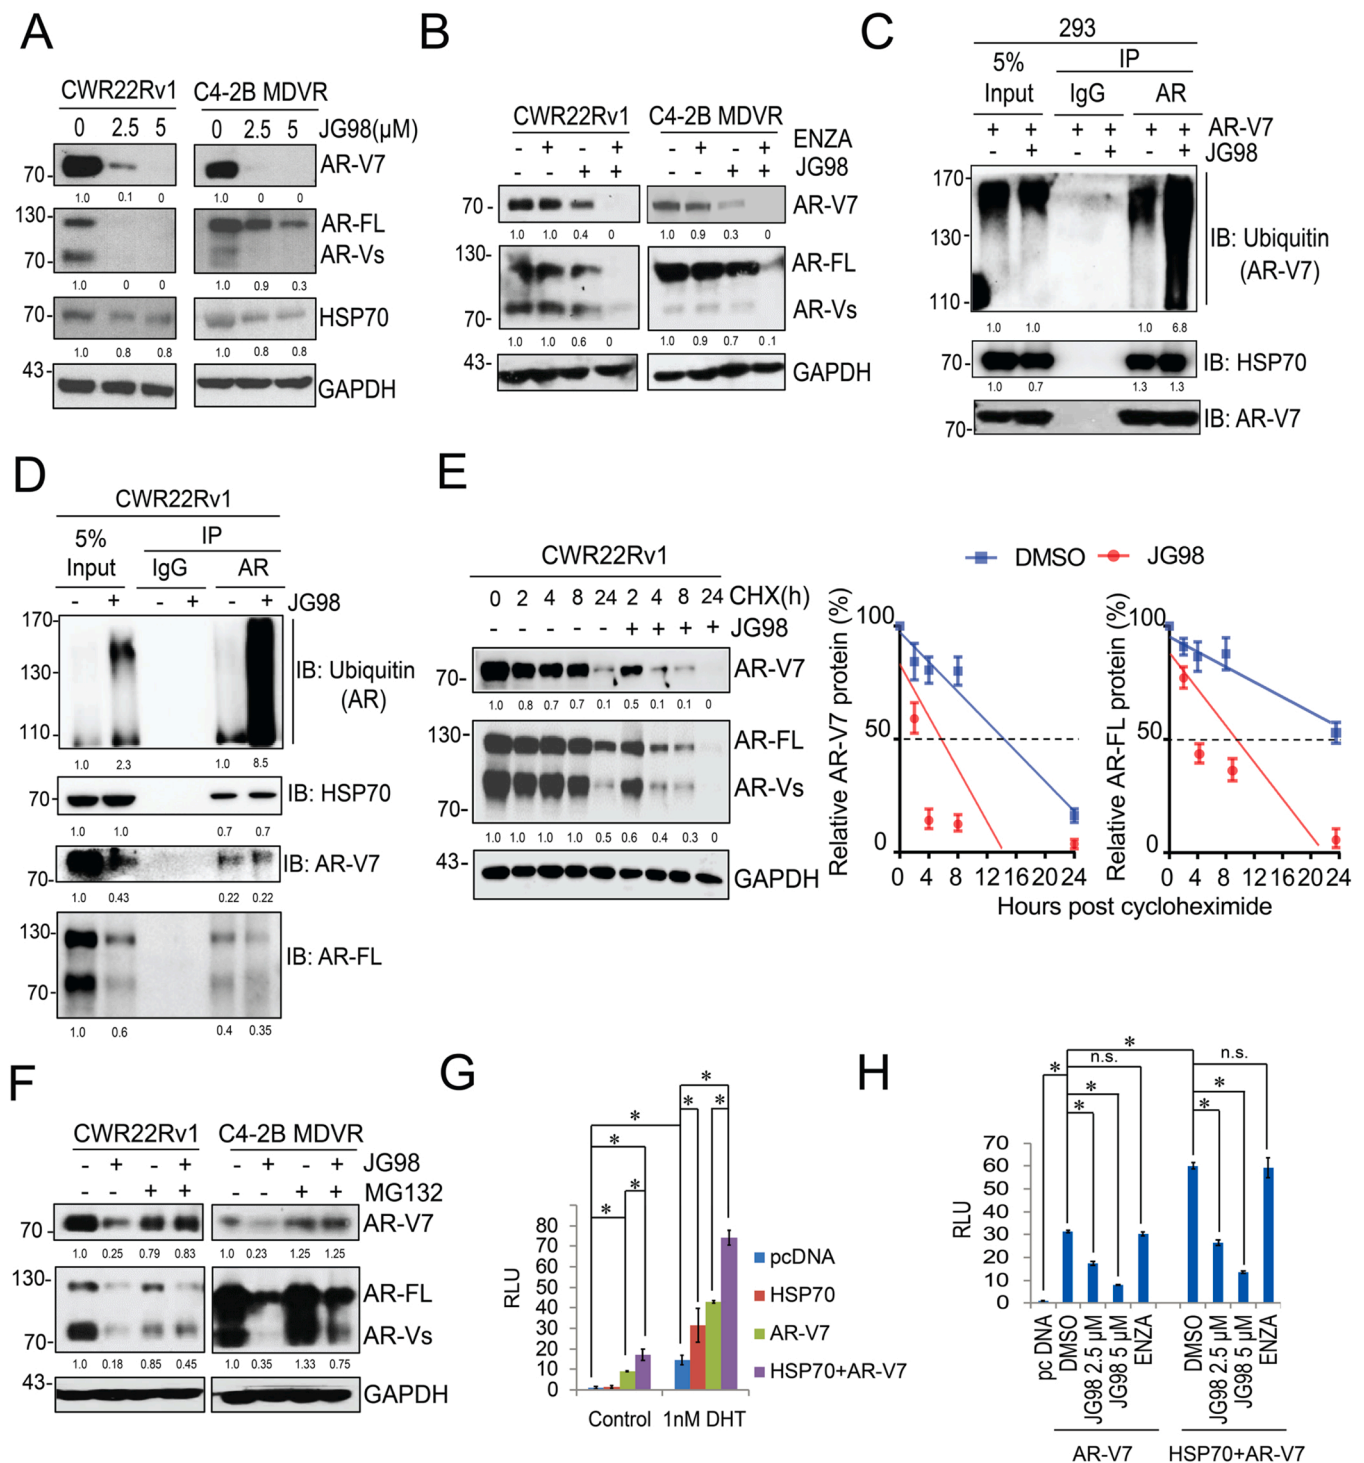 A
CWR22Rv1 C4-2B MDVR
0 2.5 5 0 2.5 5 JG98(µM)
70- AR-V7
1.0 0.1 0 1.0 0 0
130- AR-FL
70- AR-Vs
1.0 0 0 1.0 0.9 0.3
70- HSP70
1.0 0.8 0.8 1.0 0.8 0.8
43- GAPDH
B
CWR22Rv1 C4-2B MDVR
- + - + - + - + ENZA
- - + + - - + + JG98
70- AR-V7
1.0 1.0 0.4 0 1.0 0.9 0.3 0
130- AR-FL
70- AR-Vs
1.0 1.0 0.6 0 1.0 0.9 0.7 0.1
43- GAPDH
C
293
5% Input IP
IgG AR
+ + + + + + AR-V7
- + - + - + JG98
170-
130- IB: Ubiquitin
(AR-V7)
110-
1.0 1.0 1.0 6.8
70- IB: HSP70
1.0 0.7 1.3 1.3
70- IB: AR-V7
D
CWR22Rv1
5% Input IP
IgG AR
- + - + - + JG98
170-
130- IB: Ubiquitin
(AR)
110-
1.0 2.3 1.0 8.5
70- IB: HSP70
1.0 1.0 0.7 0.7
70- IB: AR-V7
1.0 0.43 0.22 0.22
130- IB: AR-FL
70-
1.0 0.6 0.4 0.35
E
CWR22Rv1
0 2 4 8 24 2 4 8 24 CHX(h)
- - - - - + + + + JG98
70- AR-V7
1.0 0.8 0.7 0.7 0.1 0.5 0.1 0.1 0
130- AR-FL
70- AR-Vs
1.0 1.0 1.0 1.0 0.5 0.6 0.4 0.3 0
43- GAPDH
DMSO JG98
Relative AR-V7 protein (%)
100
50
0
0 4 8 12 16 20 24
Relative AR-FL protein (%)
100
50
0
0 4 8 12 16 20 24
Hours post cycloheximide
F
CWR22Rv1 C4-2B MDVR
- + - + - + - + JG98
- - + + - - + + MG132
70- AR-V7
1.0 0.25 0.79 0.83 1.0 0.23 1.25 1.25
130- AR-FL
70- AR-Vs
1.0 0.18 0.85 0.45 1.0 0.35 1.33 0.75
43- GAPDH
G
* * * * * * * *
RLU
80
70
60
50
40
30
20
10
0
Control 1nM DHT
pcDNA
HSP70
AR-V7
HSP70+AR-V7
H
*
n.s. n.s.
* * * * *
RLU
70
60
50
40
30
20
10
0
pc DNA
DMSO
JG98 2.5 µM
JG98 5 µM
ENZA
DMSO
JG98 2.5 µM
JG98 5 µM
ENZA
AR-V7 HSP70+AR-V7